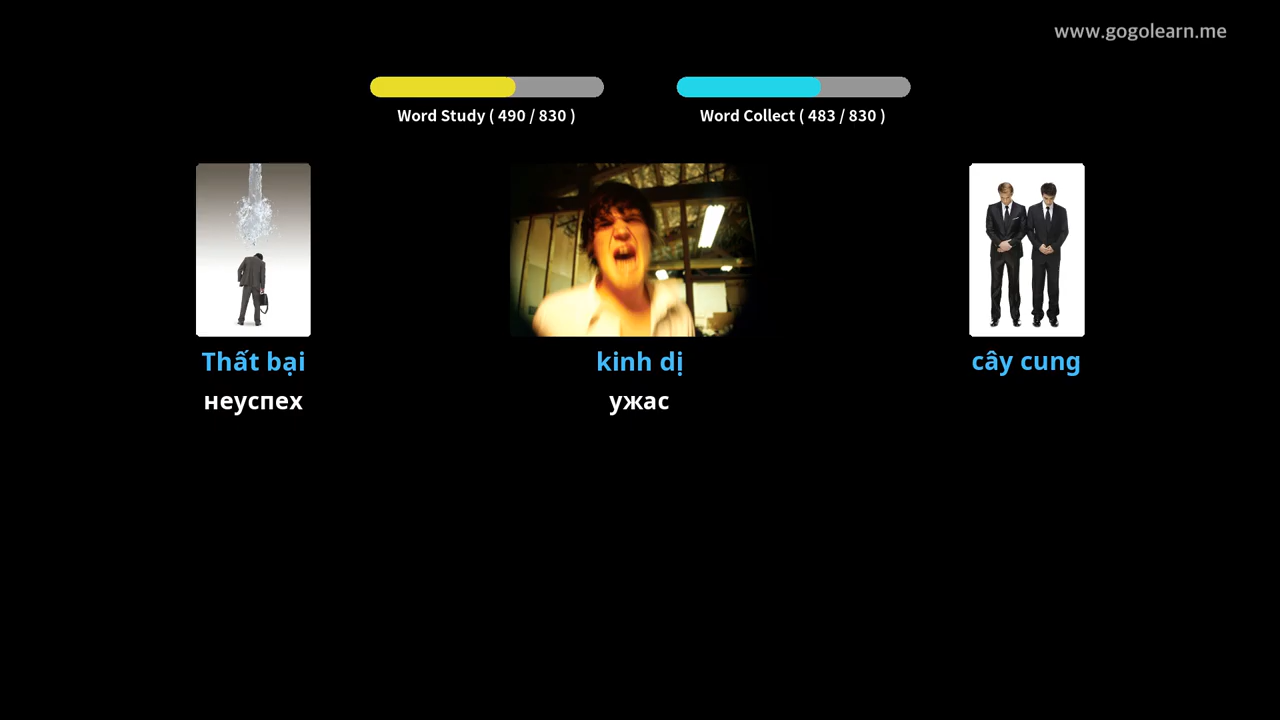 www.gogolearn.me
Word Study ( 490 / 830 )
Word Collect ( 483 / 830 )
Thất bại
неуспех
kinh dị
ужас
cây cung